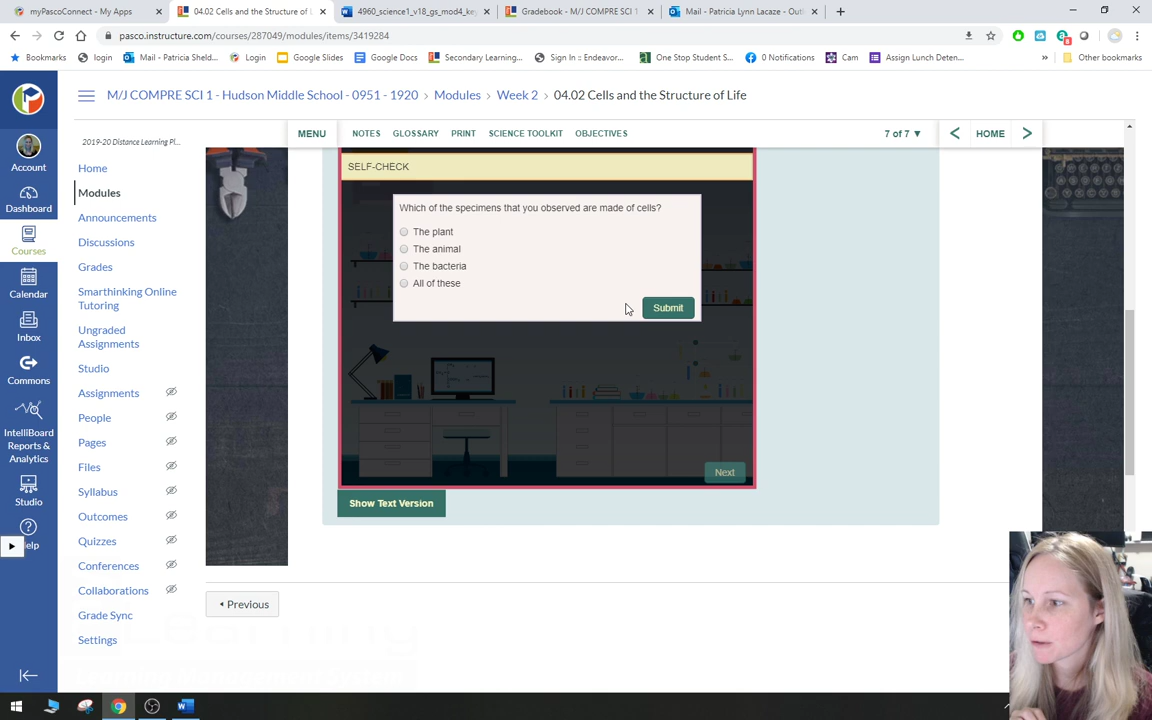 myPascoConnect - My Apps
04.02 Cells and the Structure of L
4960_science1_v18_gs_mod4_ke
Gradebook - M/J COMPRE SCI 1
Mail - Patricia Lynn Lacaze - Out
pasco.instructure.com/courses/287049/modules/items/3419284
Bookmarks
login
Mail - Patricia Sheld...
Login
Google Slides
Google Docs
Secondary Learning...
Sign In :: Endeavor...
One Stop Student S...
0 Notifications
Cam
Assign Lunch Deten...
»
Other bookmarks
M/J COMPRE SCI 1 - Hudson Middle School - 0951 - 1920 › Modules › Week 2 › 04.02 Cells and the Structure of Life
Account
Dashboard
Courses
Calendar
Inbox
Commons
IntelliBoard
Reports &
Analytics
Studio
elp
2019-20 Distance Learning Pl...
Home
Modules
Announcements
Discussions
Grades
Smarthinking Online
Tutoring
Ungraded
Assignments
Studio
Assignments
People
Pages
Files
Syllabus
Outcomes
Quizzes
Conferences
Collaborations
Grade Sync
Settings
MENU
NOTES
GLOSSARY
PRINT
SCIENCE TOOLKIT
OBJECTIVES
7 of 7 ▼
HOME
SELF-CHECK
Which of the specimens that you observed are made of cells?
The plant
The animal
The bacteria
All of these
Submit
Next
Show Text Version
Previous